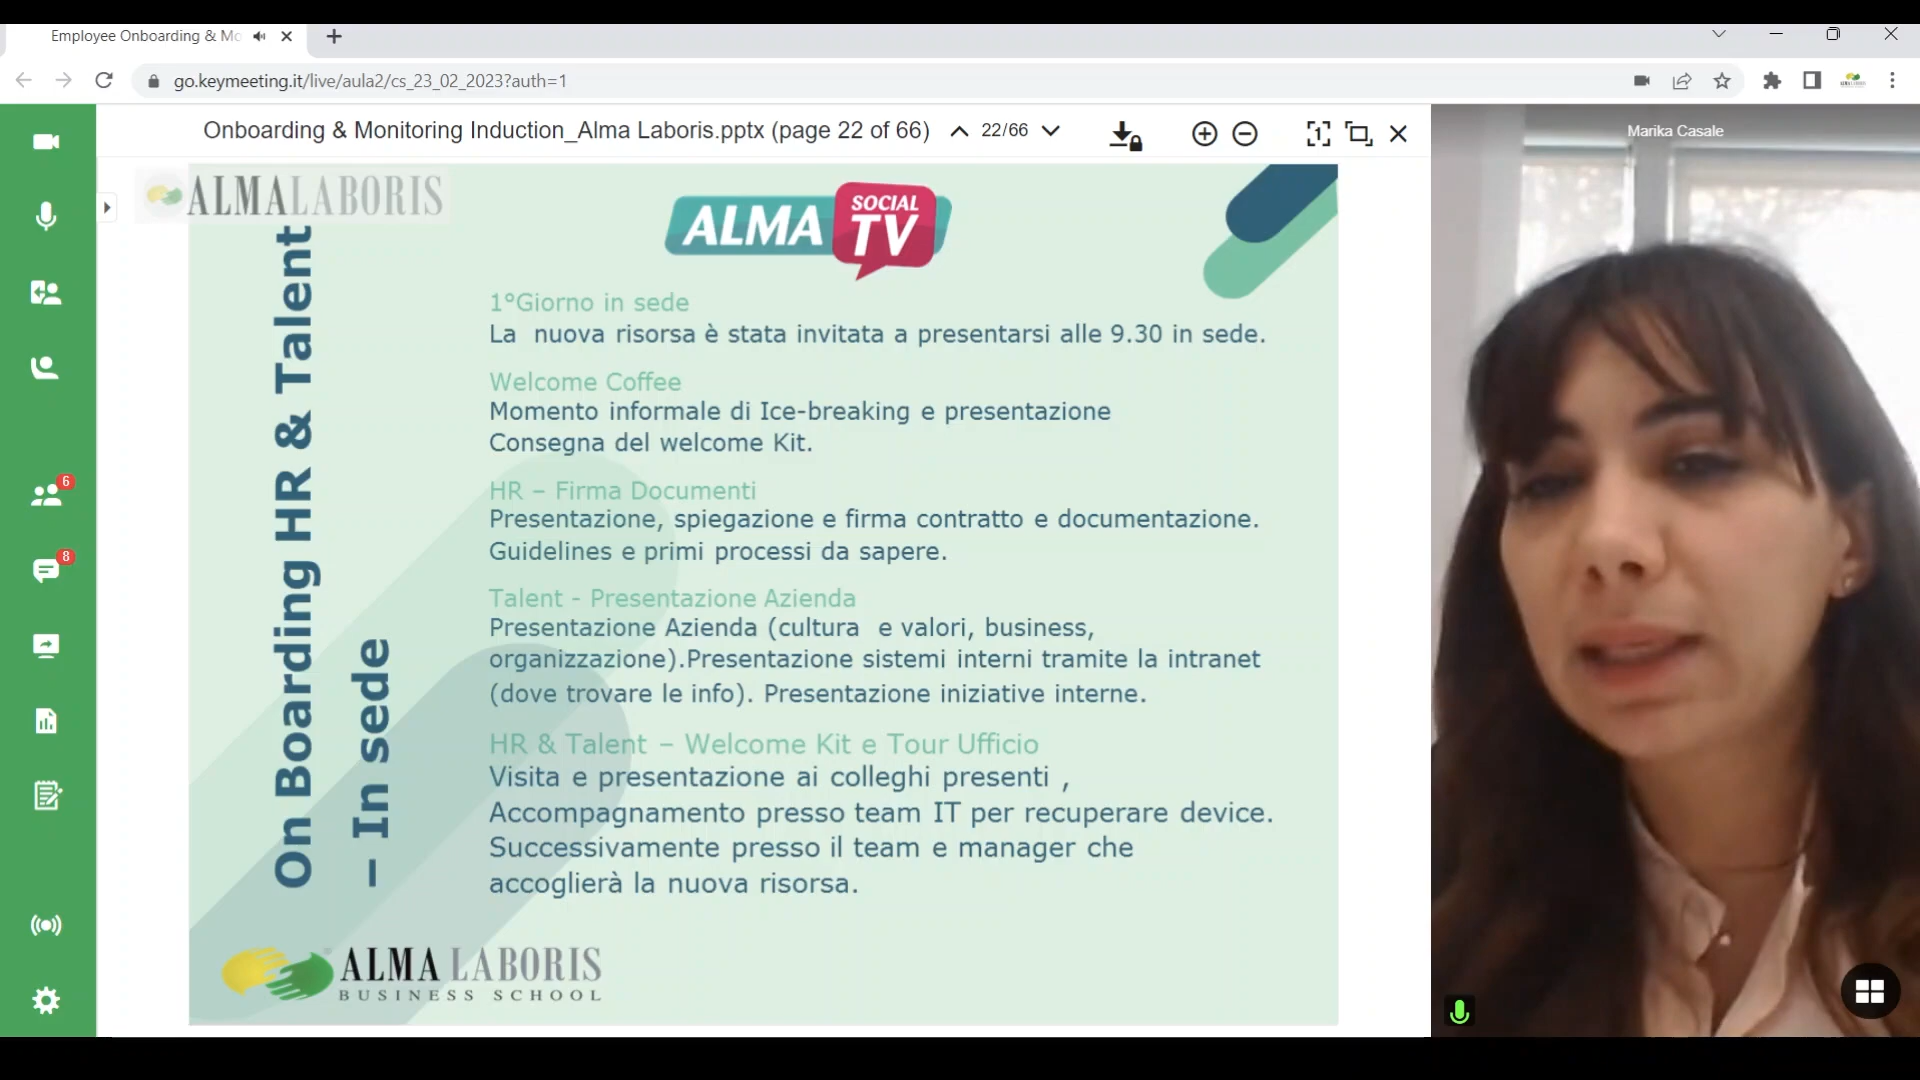 Employee Onboarding & Mo
go.keymeeting.it/live/aula2/cs_23_02_2023?auth=1
Onboarding & Monitoring Induction_Alma Laboris.pptx (page 22 of 66)
22/66
Marika Casale
ALMALABORIS
ALMA SOCIAL TV
On Boarding HR & Talent
– In sede
1°Giorno in sede
La nuova risorsa è stata invitata a presentarsi alle 9.30 in sede.
Welcome Coffee
Momento informale di Ice-breaking e presentazione
Consegna del welcome Kit.
HR – Firma Documenti
Presentazione, spiegazione e firma contratto e documentazione.
Guidelines e primi processi da sapere.
Talent - Presentazione Azienda
Presentazione Azienda (cultura e valori, business,
organizzazione).Presentazione sistemi interni tramite la intranet
(dove trovare le info). Presentazione iniziative interne.
HR & Talent – Welcome Kit e Tour Ufficio
Visita e presentazione ai colleghi presenti ,
Accompagnamento presso team IT per recuperare device.
Successivamente presso il team e manager che
accoglierà la nuova risorsa.
ALMA LABORIS
BUSINESS SCHOOL
6
8
1